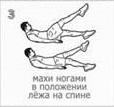 3
махи ногами
в положении
лёжа на спине